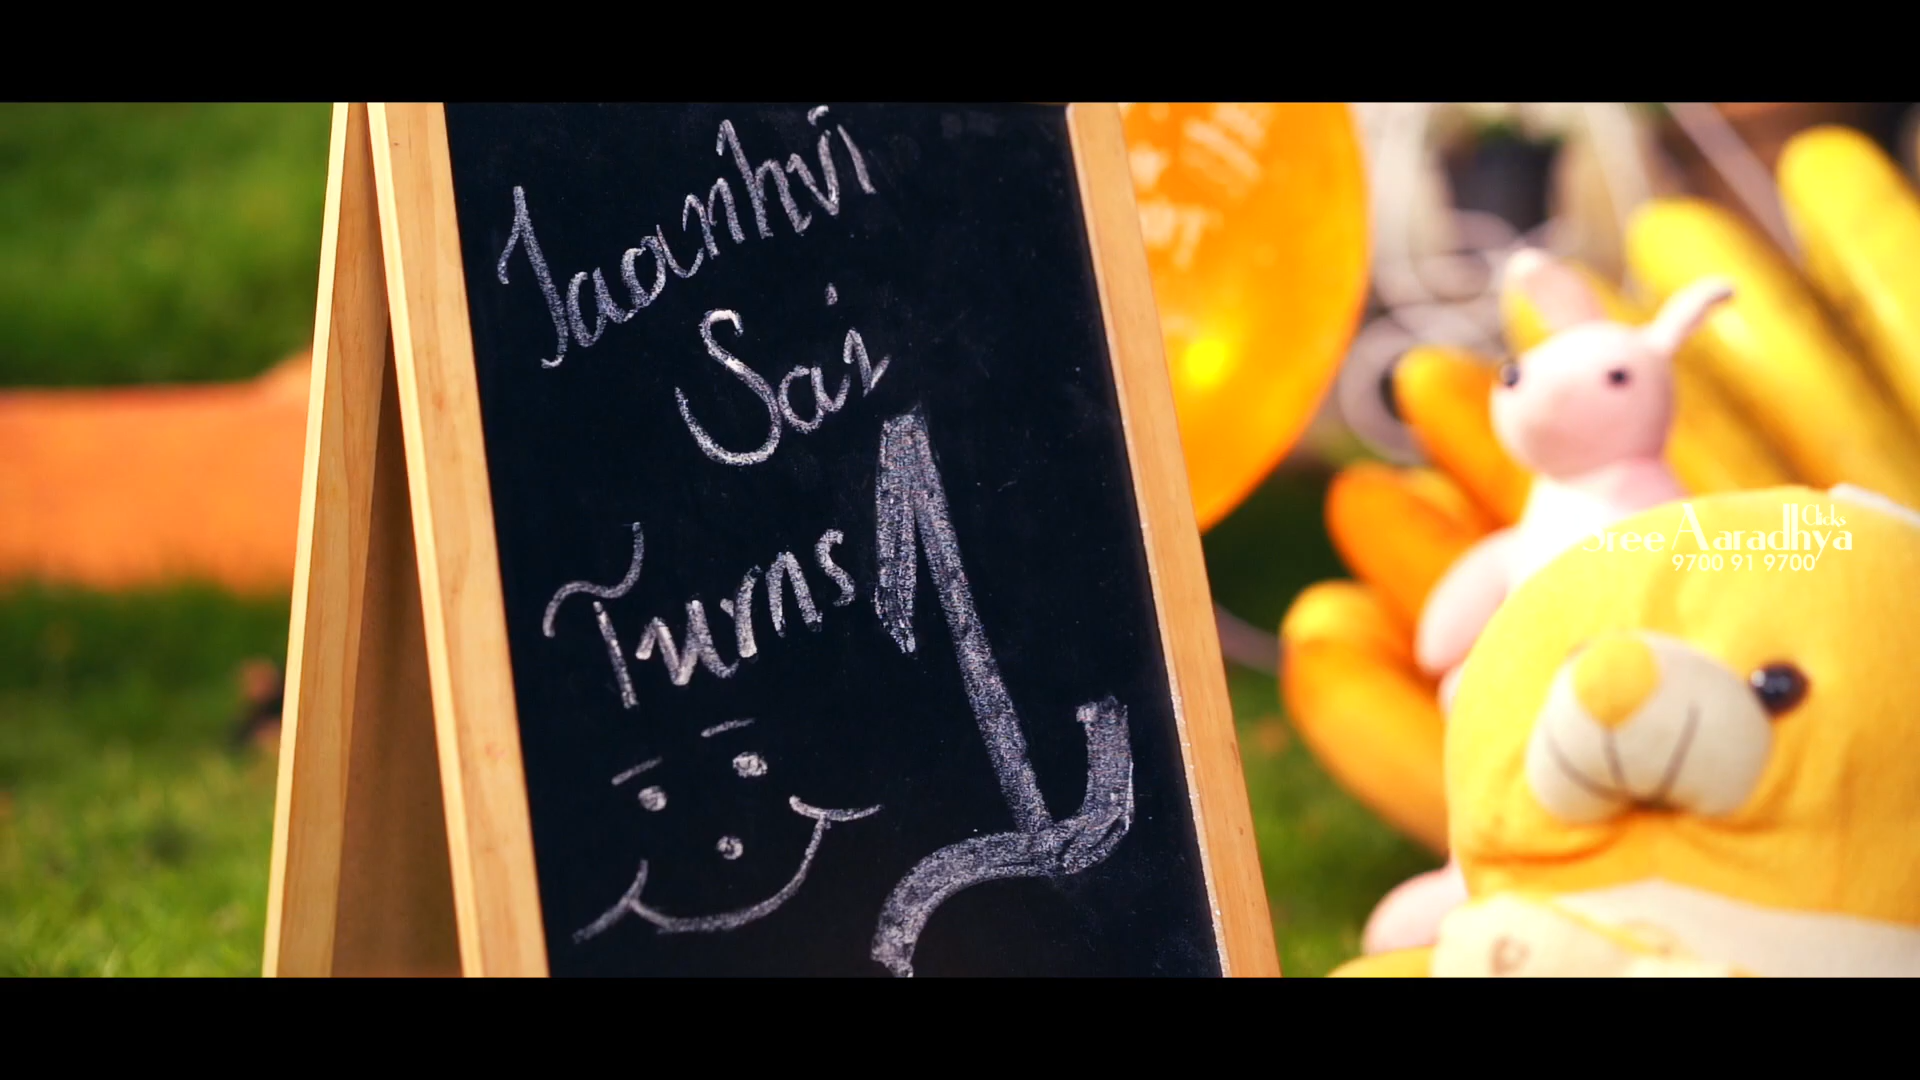 Jaanhvi
Sai
Turns 1
Sree Aaradhya Clicks
9700 91 9700